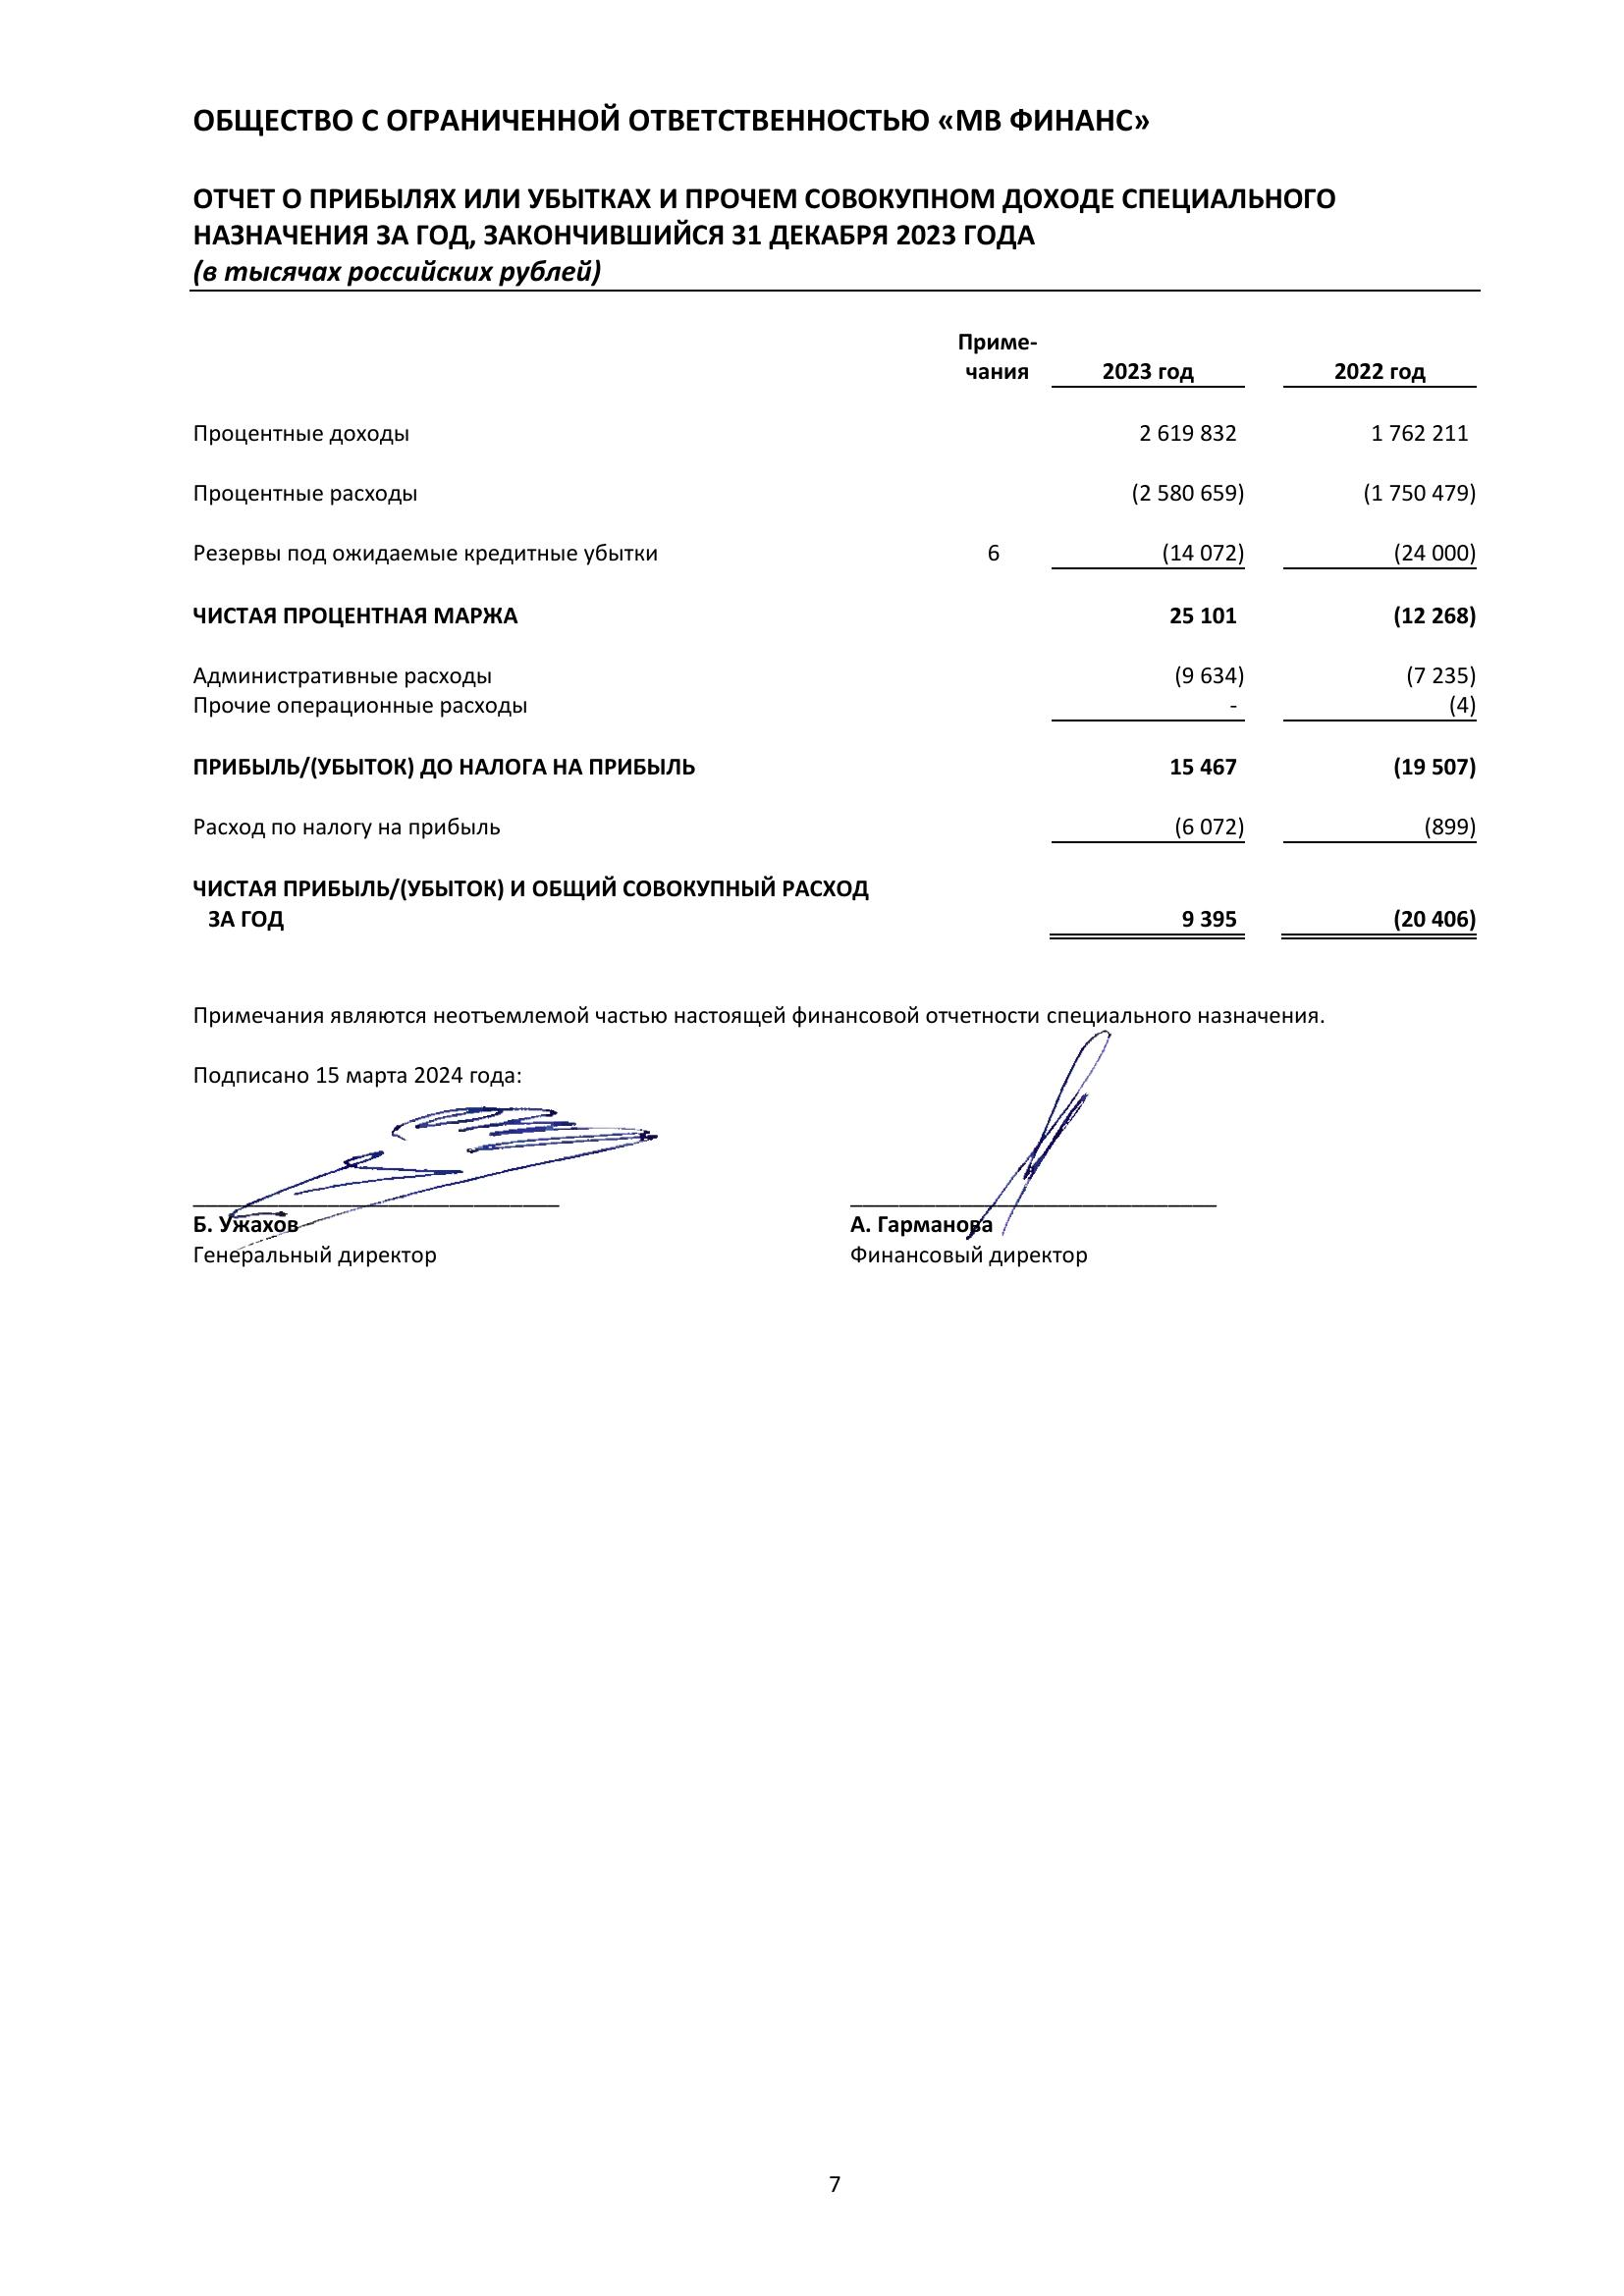 ОБЩЕСТВО С ОГРАНИЧЕННОЙ ОТВЕТСТВЕННОСТЬЮ «МВ ФИНАНС»
ОТЧЕТ О ПРИБЫЛЯХ ИЛИ УБЫТКАХ И ПРОЧЕМ СОВОКУПНОМ ДОХОДЕ СПЕЦИАЛЬНОГО
НАЗНАЧЕНИЯ ЗА ГОД, ЗАКОНЧИВШИЙСЯ 31 ДЕКАБРЯ 2023 ГОДА
(в тысячах российских рублей)
Приме-
чания 2023 год 2022 год
Процентные доходы 2 619 832 1 762 211
Процентные расходы (2 580 659) (1 750 479)
Резервы под ожидаемые кредитные убытки 6 (14 072) (24 000)
ЧИСТАЯ ПРОЦЕНТНАЯ МАРЖА 25 101 (12 268)
Административные расходы (9 634) (7 235)
Прочие операционные расходы - (4)
ПРИБЫЛЬ/(УБЫТОК) ДО НАЛОГА НА ПРИБЫЛЬ 15 467 (19 507)
Расход по налогу на прибыль (6 072) (899)
ЧИСТАЯ ПРИБЫЛЬ/(УБЫТОК) И ОБЩИЙ СОВОКУПНЫЙ РАСХОД
ЗА ГОД 9 395 (20 406)
Примечания являются неотъемлемой частью настоящей финансовой отчетности специального назначения.
Подписано 15 марта 2024 года:
Б. Ужахов А. Гарманова
Генеральный директор Финансовый директор
7